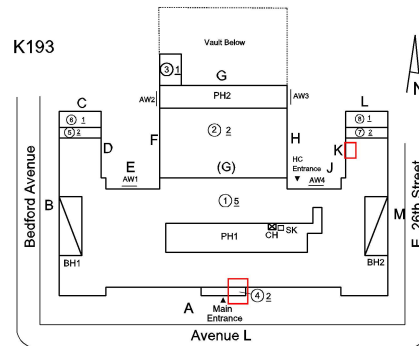 K193
Vault Below
③ 1
G
AW2
PH2
AW3
N
C
⑥ 1
⑤ 2
D
F
② 2
H
L
⑧ 1
⑦ 2
K
E
AW1
(G)
HC
Entrance
J
AW4
Bedford Avenue
B
① 5
PH1
CH
SK
M
E. 26th Street
BH1
BH2
A
Main
Entrance
④ 2
Avenue L